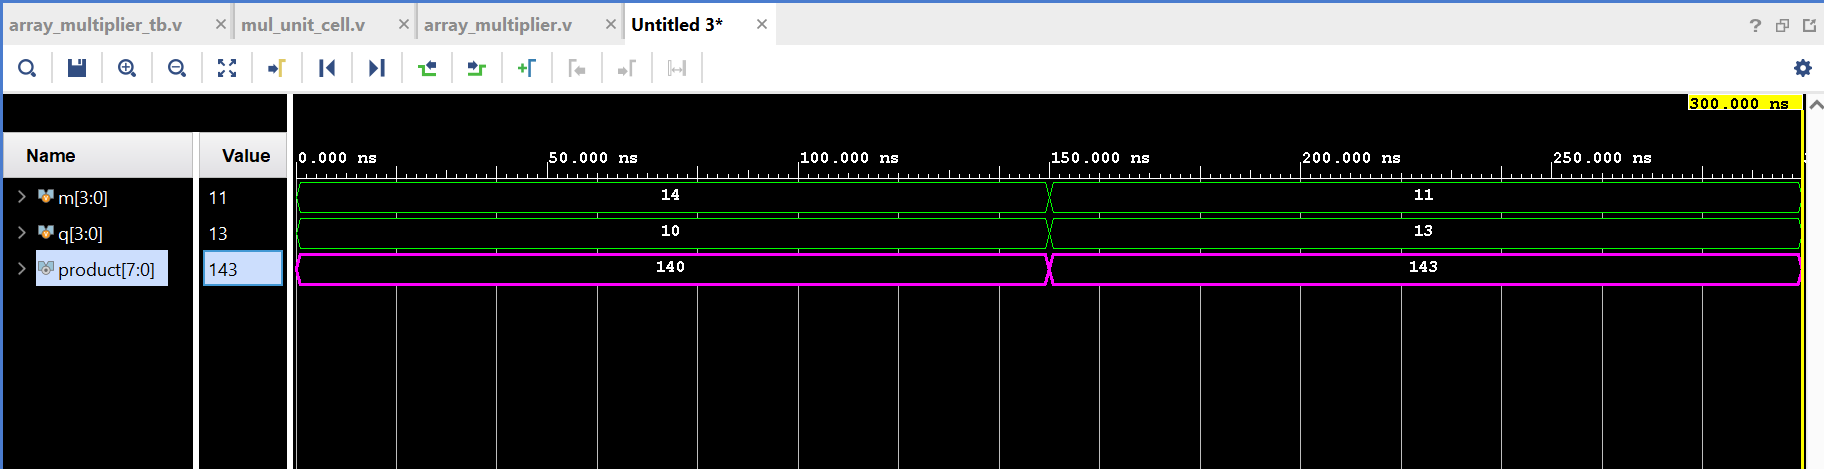 array_multiplier_tb.v × mul_unit_cell.v × array_multiplier.v × Untitled 3* ×
?
300.000 ns
Name Value
0.000 ns 50.000 ns 100.000 ns 150.000 ns 200.000 ns 250.000 ns
m[3:0] 11 14 11
q[3:0] 13 10 13
product[7:0] 143 140 143